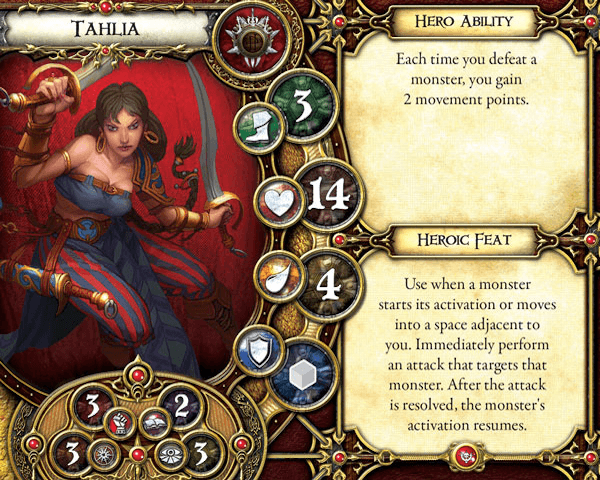 Tahlia
3
14
4
3
2
3
3
Hero Ability
Each time you defeat a
monster, you gain
2 movement points.
Heroic Feat
Use when a monster
starts its activation or moves
into a space adjacent to
you. Immediately perform
an attack that targets that
monster. After the attack
is resolved, the monster's
activation resumes.